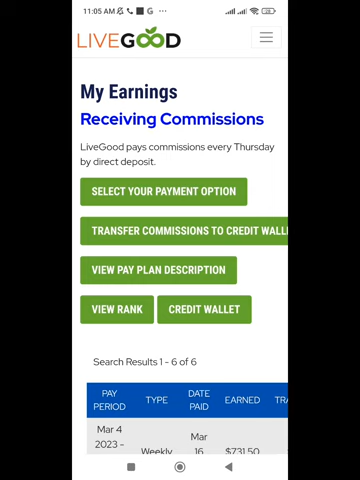 11:05 AM
LIVEGOOD
My Earnings
Receiving Commissions
LiveGood pays commissions every Thursday
by direct deposit.
SELECT YOUR PAYMENT OPTION
TRANSFER COMMISSIONS TO CREDIT WALL
VIEW PAY PLAN DESCRIPTION
VIEW RANK CREDIT WALLET
Search Results 1 - 6 of 6
PAY PERIOD TYPE DATE PAID EARNED TRA
Mar 4
2023 -
Weekly
Mar
16
$731.50